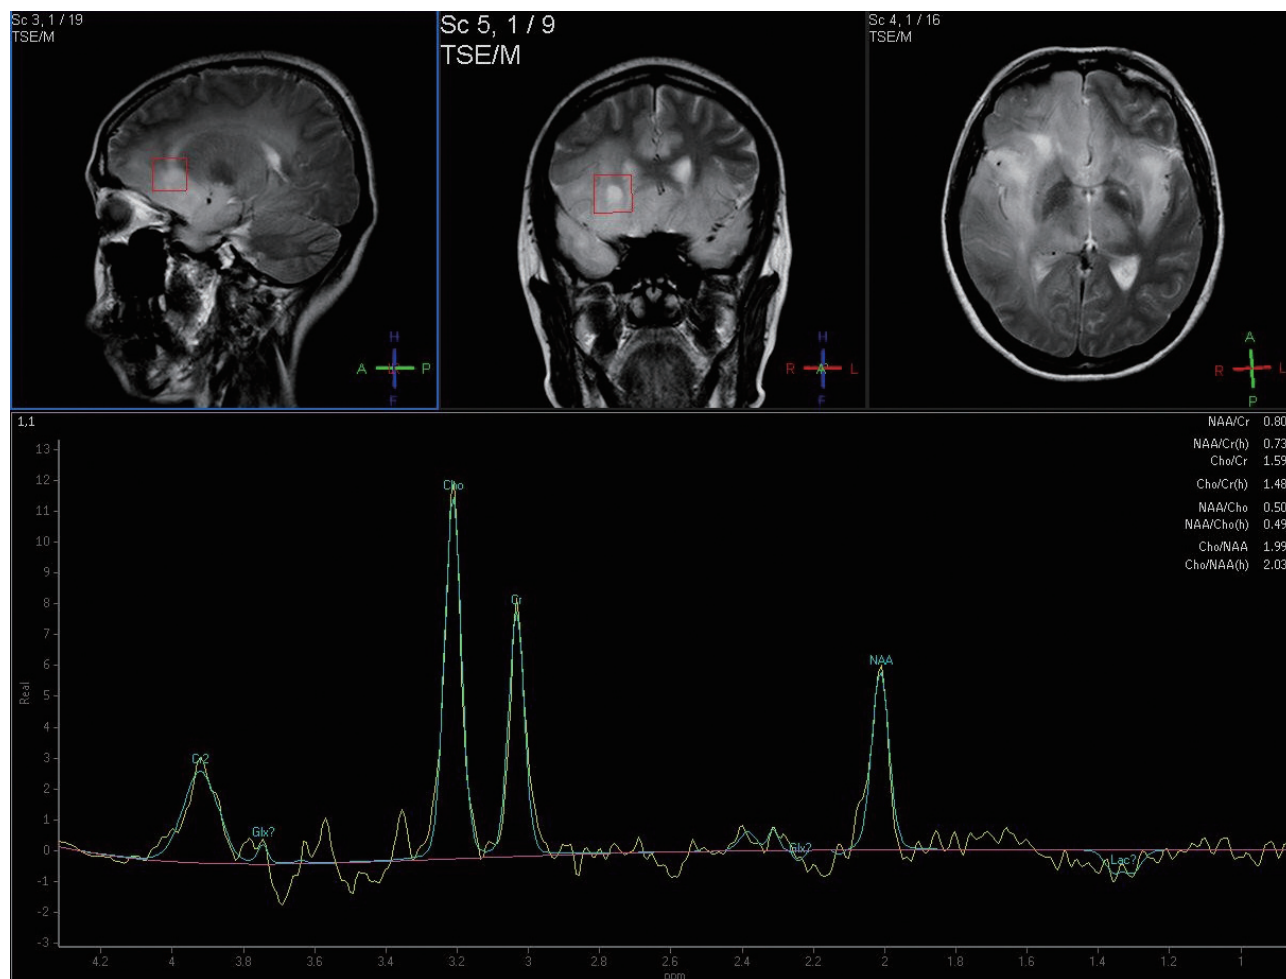 Sc 3, 1 / 19
TSE/M
H
A P
F
Sc 5, 1 / 9
TSE/M
H
R A L
F
Sc 4, 1 / 16
TSE/M
A
R L
P
1,1
NAA/Cr 0.80
NAA/Cr(h) 0.73
Cho/Cr 1.59
Cho/Cr(h) 1.48
NAA/Cho 0.50
NAA/Cho(h) 0.49
Cho/NAA 1.99
Cho/NAA(h) 2.03
13
12
11
10
9
8
7
6
5
4
3
2
1
0
-1
-2
-3
Real
Cho
Cr
NAA
Cr2
Glx?
Glx?
Lac?
4.2 4 3.8 3.6 3.4 3.2 3 2.8 2.6 2.4 2.2 2 1.8 1.6 1.4 1.2 1
ppm